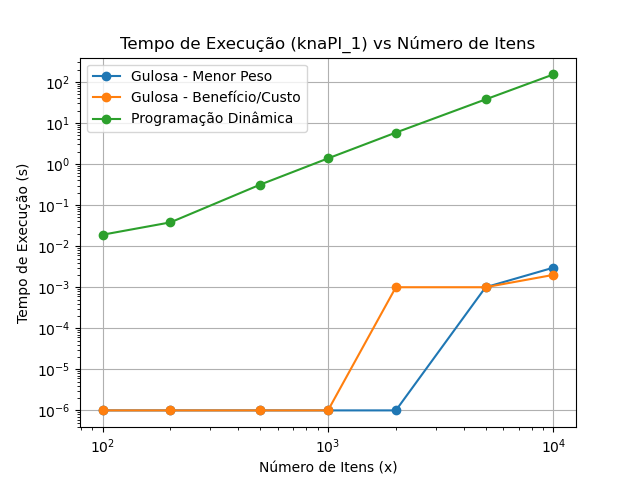 Tempo de Execução (knaPI_1) vs Número de Itens
Gulosa - Menor Peso
Gulosa - Benefício/Custo
Programação Dinâmica
Tempo de Execução (s)
10²
10¹
10⁰
10⁻¹
10⁻²
10⁻³
10⁻⁴
10⁻⁵
10⁻⁶
10² 10³ 10⁴
Número de Itens (x)